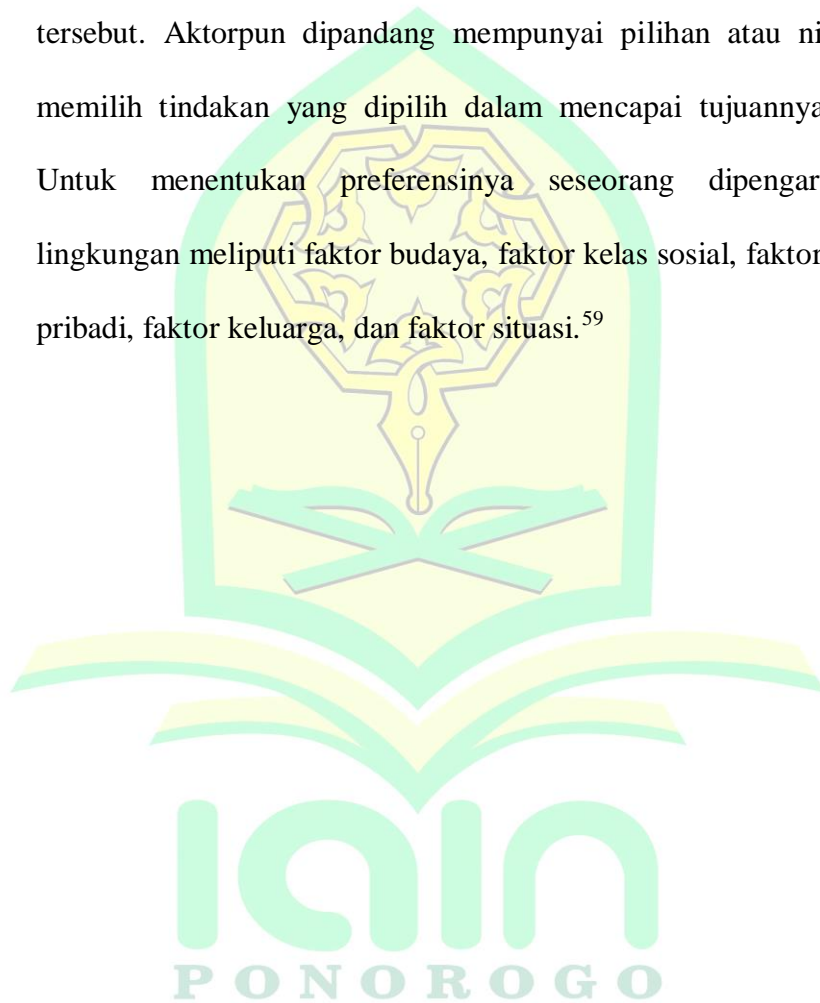 tersebut. Aktorpun dipandang mempunyai pilihan atau
memilih tindakan yang dipilih dalam mencapai tujuannya
Untuk menentukan preferensinya seseorang
lingkungan meliputi faktor budaya, faktor kelas sosial, faktor
pribadi, faktor keluarga, dan faktor situasi.59
iain
PONOROGO